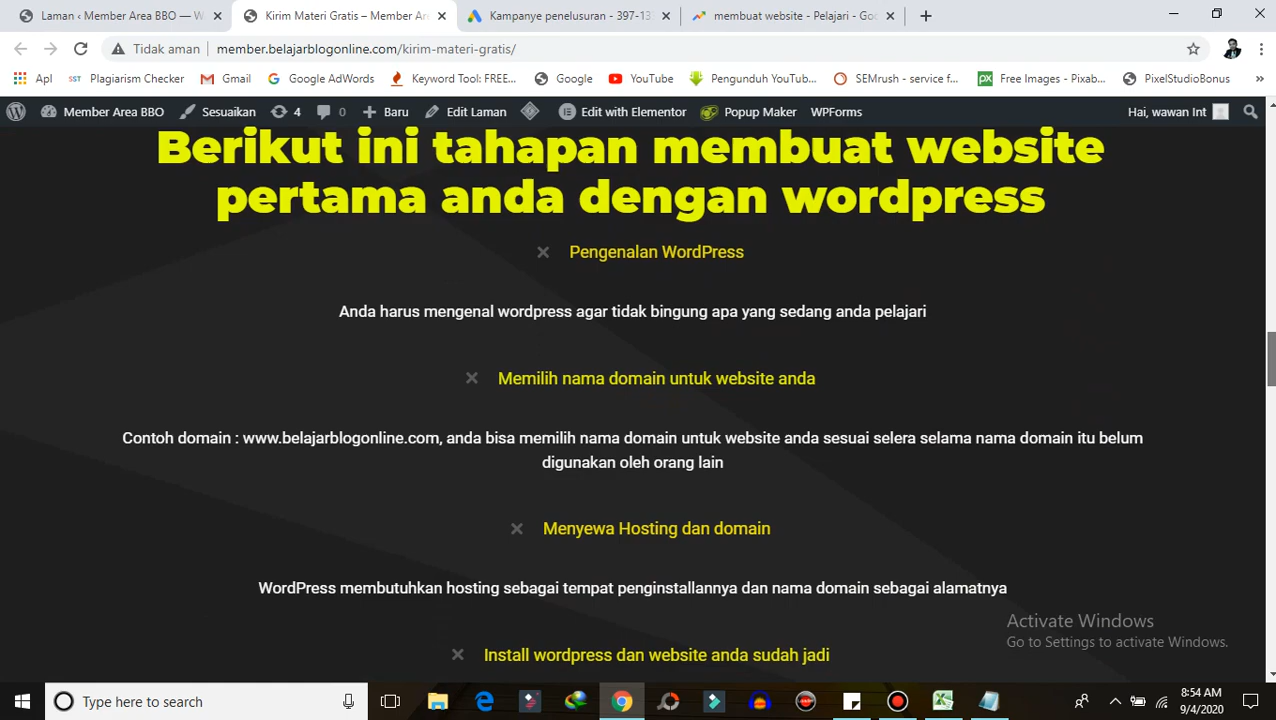 Laman ‹ Member Area BBO — W
Kirim Materi Gratis – Member Ar
Kampanye penelusuran - 397-13
membuat website - Pelajari - Goo
Tidak aman
member.belajarblogonline.com/kirim-materi-gratis/
Apl
SST
Plagiarism Checker
Gmail
Google AdWords
Keyword Tool: FREE...
Google
YouTube
Pengunduh YouTub...
SEMrush - service f...
px
Free Images - Pixab...
PixelStudioBonus
»
Member Area BBO
Sesuaikan
4
0
Baru
Edit Laman
Edit with Elementor
Popup Maker
WPForms
Hai, wawan Int
Berikut ini tahapan membuat website
pertama anda dengan wordpress
Pengenalan WordPress
Anda harus mengenal wordpress agar tidak bingung apa yang sedang anda pelajari
Memilih nama domain untuk website anda
Contoh domain : www.belajarblogonline.com, anda bisa memilih nama domain untuk website anda sesuai selera selama nama domain itu belum
digunakan oleh orang lain
Menyewa Hosting dan domain
WordPress membutuhkan hosting sebagai tempat penginstallannya dan nama domain sebagai alamatnya
Install wordpress dan website anda sudah jadi
Activate Windows
Go to Settings to activate Windows.
Type here to search
8:54 AM
9/4/2020